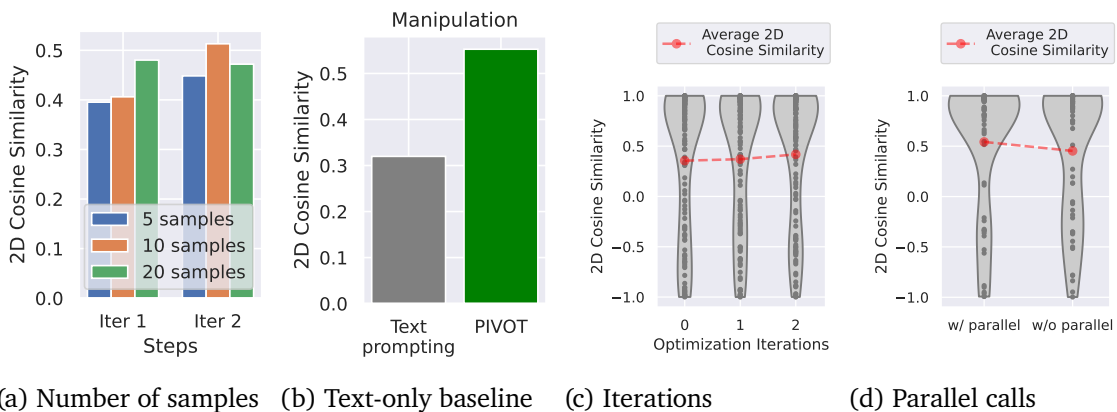 2D Cosine Similarity
0.5
0.4
0.3
0.2
0.1
0.0
5 samples
10 samples
20 samples
Iter 1
Iter 2
Steps
Manipulation
2D Cosine Similarity
0.5
0.4
0.3
0.2
0.1
0.0
Text
prompting
PIVOT
Average 2D
Cosine Similarity
2D Cosine Similarity
1.0
0.5
0.0
−0.5
−1.0
0
1
2
Optimization Iterations
Average 2D
Cosine Similarity
2D Cosine Similarity
1.0
0.5
0.0
−0.5
−1.0
w/ parallel
w/o parallel
(a) Number of samples
(b) Text-only baseline
(c) Iterations
(d) Parallel calls